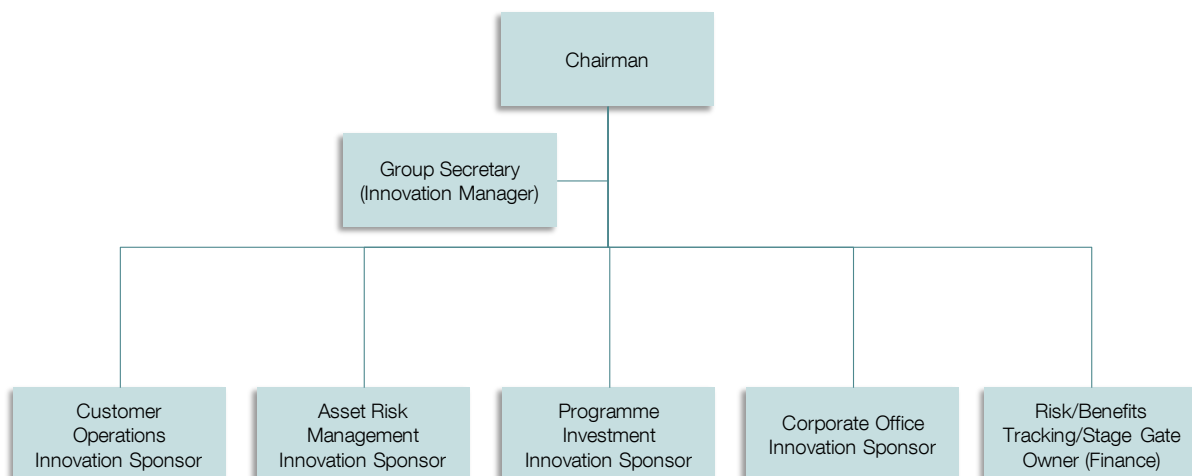 Chairman
Group Secretary
(Innovation Manager)
Customer
Operations
Innovation Sponsor
Asset Risk
Management
Innovation Sponsor
Programme
Investment
Innovation Sponsor
Corporate Office
Innovation Sponsor
Risk/Benefits
Tracking/Stage Gate
Owner (Finance)